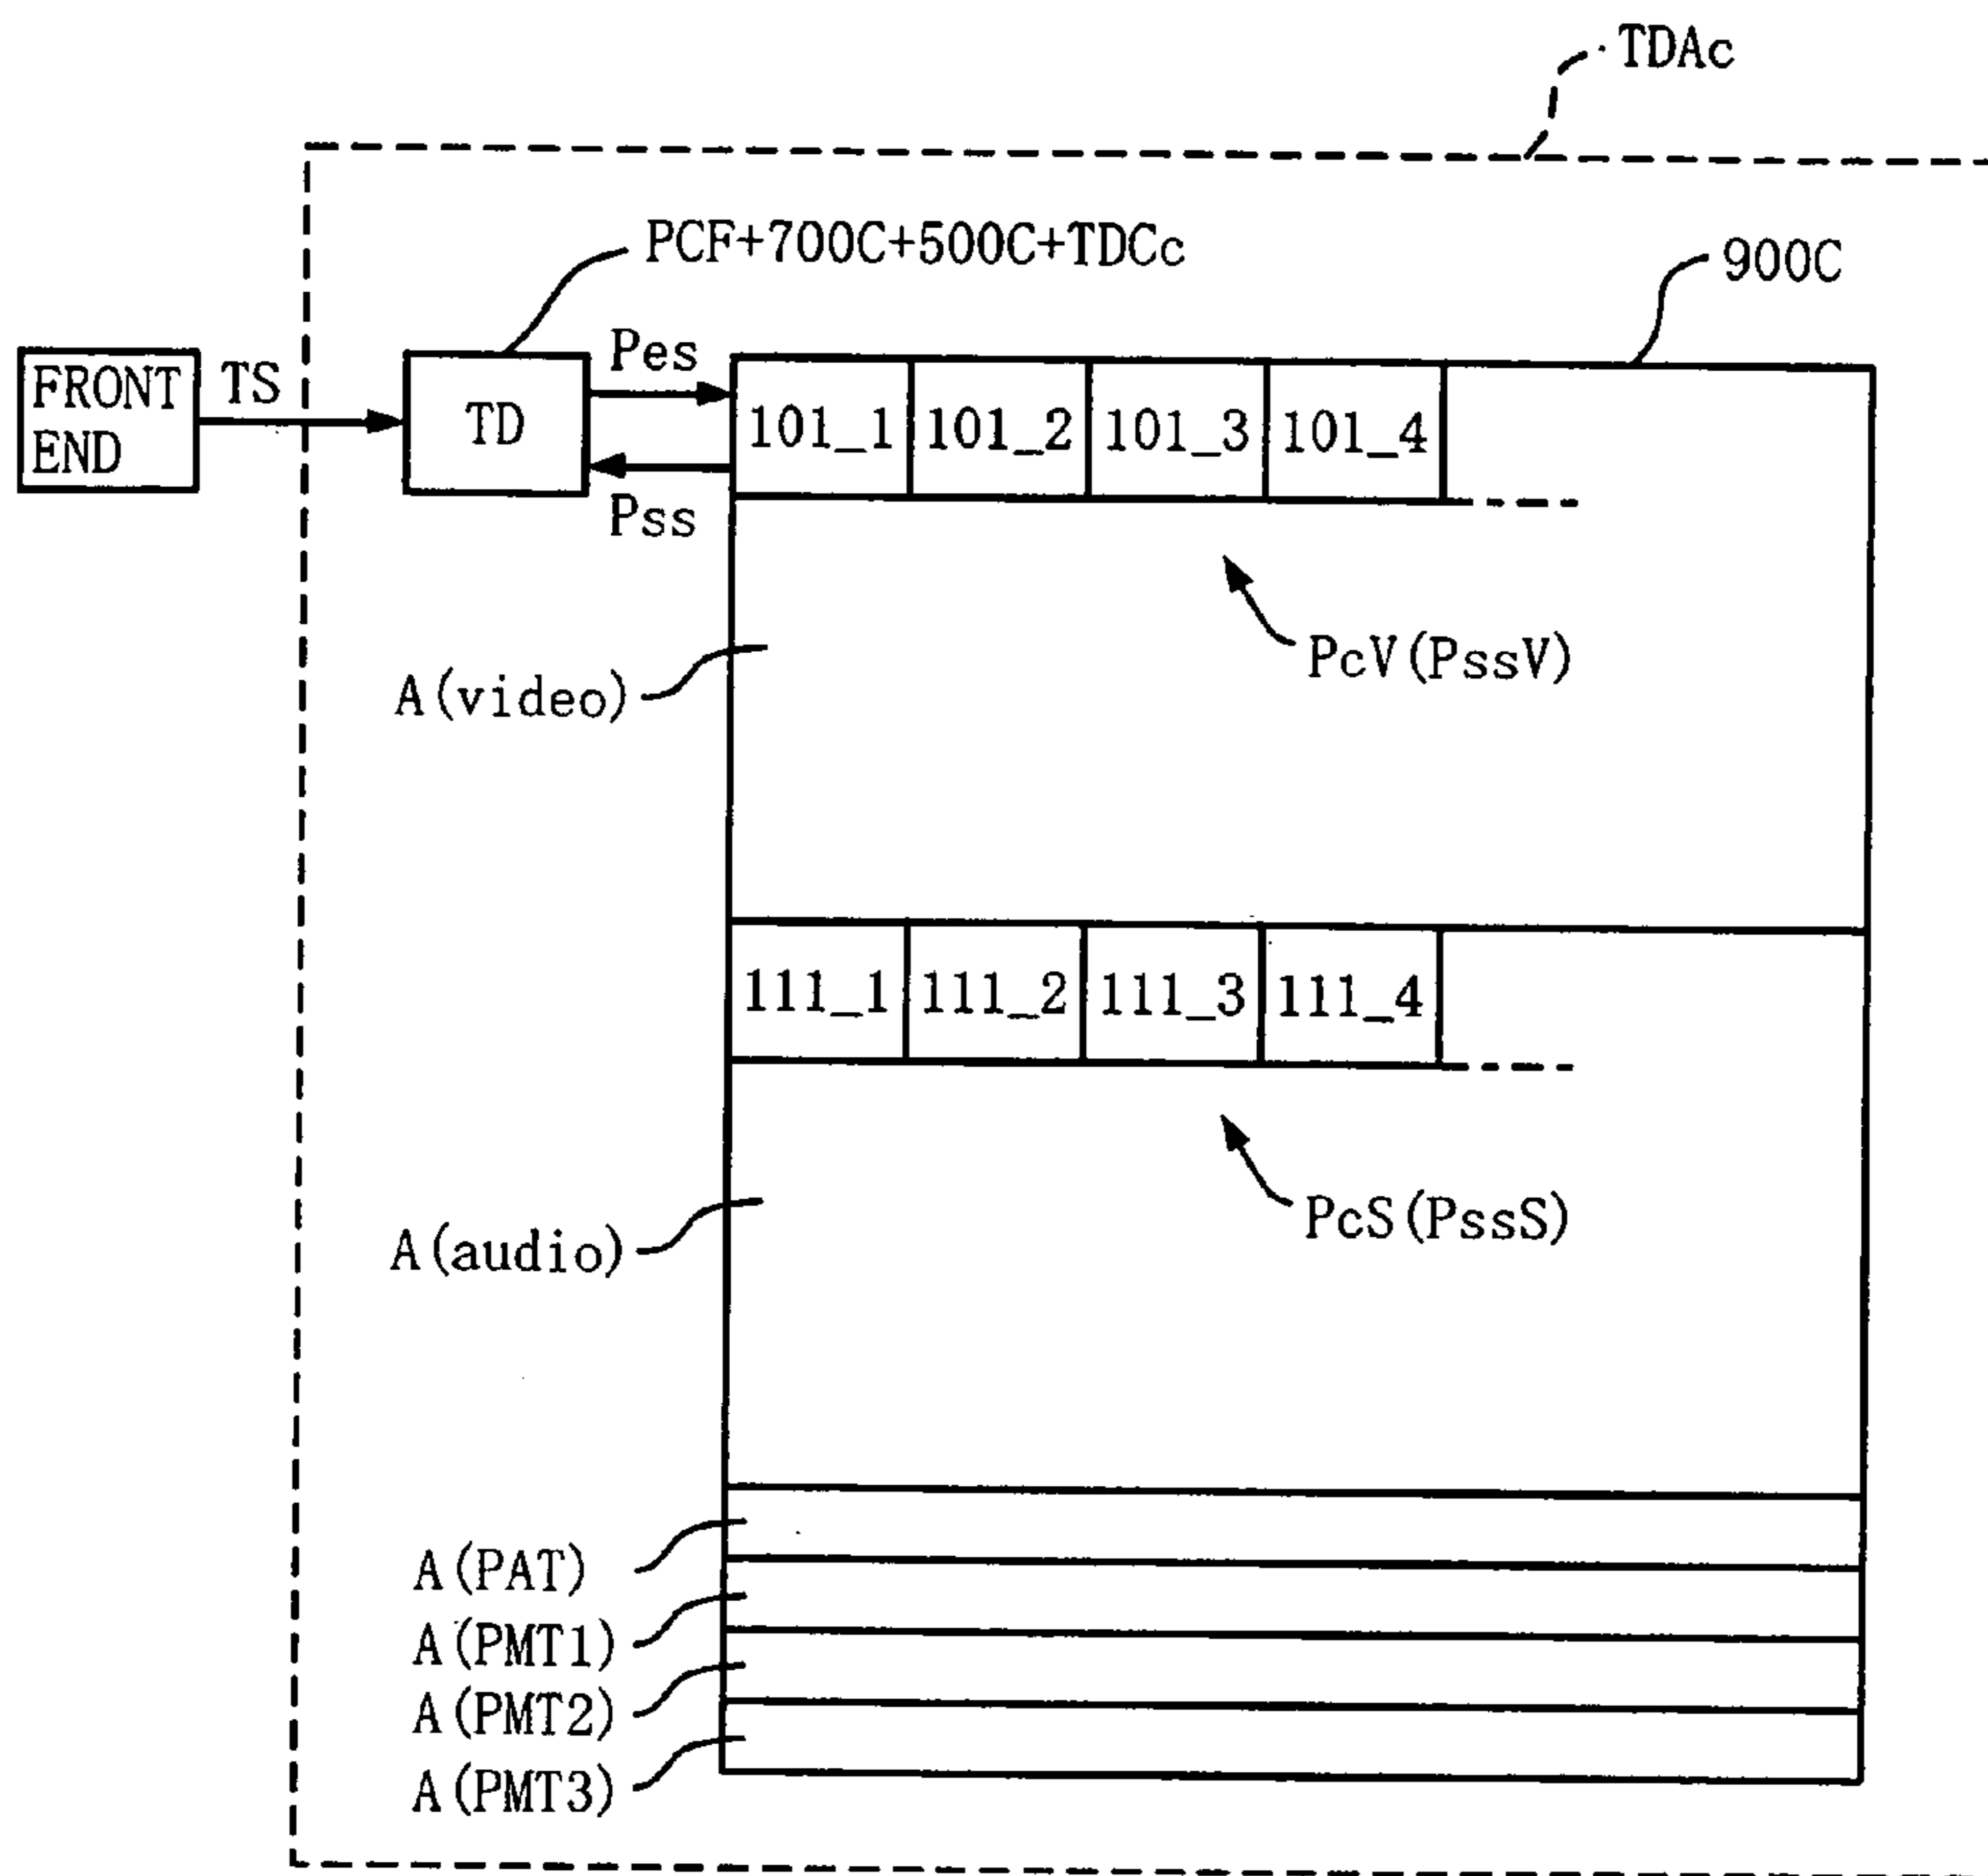 TDAc
PCF+700C+500C+TDCc
900C
FRONT
END
TS
TD
Pes
Pss
101_1 101_2 101_3 101_4
PcV(PssV)
A(video)
111_1 111_2 111_3 111_4
PcS(PssS)
A(audio)
A(PAT)
A(PMT1)
A(PMT2)
A(PMT3)